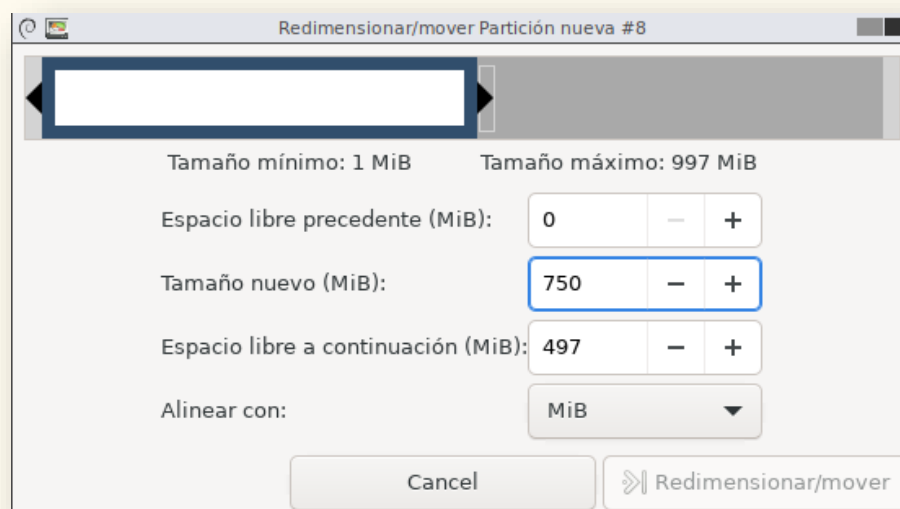 Redimensionar/mover Partición nueva #8
Tamaño mínimo: 1 MiB Tamaño máximo: 997 MiB
Espacio libre precedente (MiB): 0
Tamaño nuevo (MiB): 750
Espacio libre a continuación (MiB): 497
Alinear con: MiB
Cancel Redimensionar/mover